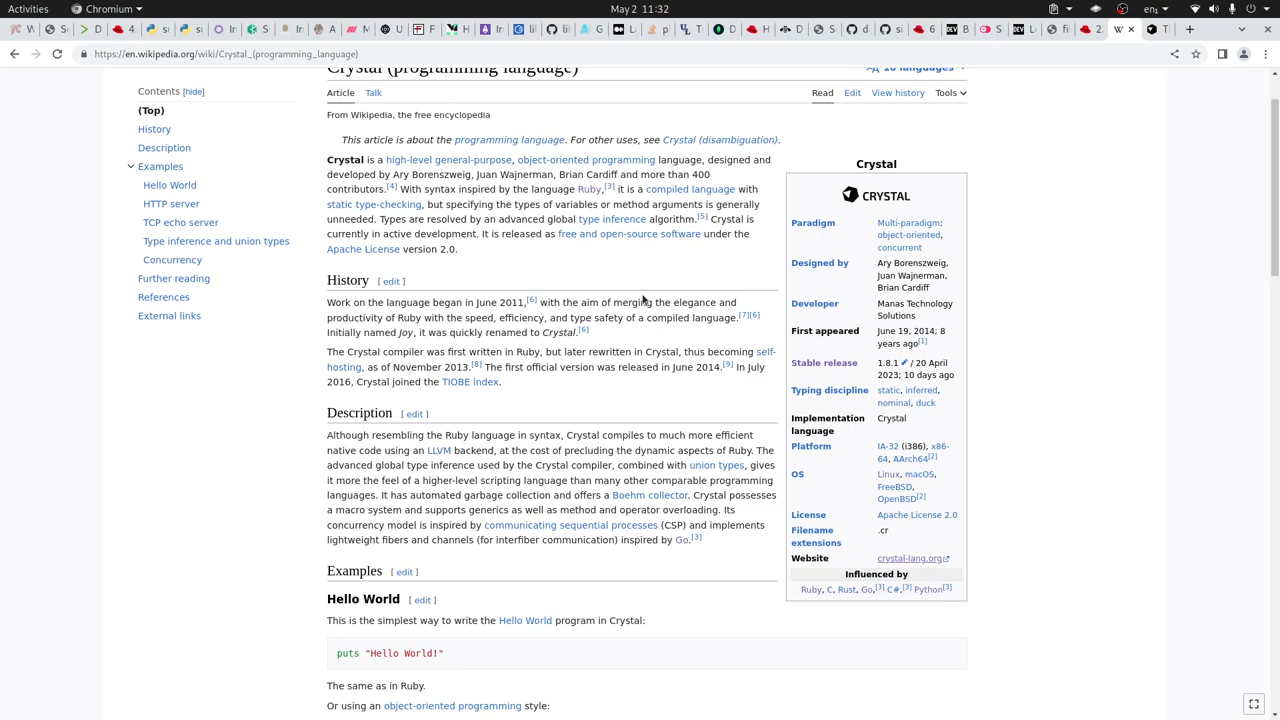 Activities
Chromium
May 2 11:32
https://en.wikipedia.org/wiki/Crystal_(programming_language)
Crystal (programming language)
Contents [hide]
(Top)
History
Description
Examples
Hello World
HTTP server
TCP echo server
Type inference and union types
Concurrency
Further reading
References
External links
Article Talk
Read Edit View history Tools
From Wikipedia, the free encyclopedia
This article is about the programming language. For other uses, see Crystal (disambiguation).
Crystal is a high-level general-purpose, object-oriented programming language, designed and
developed by Ary Borenszweig, Juan Wajnerman, Brian Cardiff and more than 400
contributors.[4] With syntax inspired by the language Ruby,[3] it is a compiled language with
static type-checking, but specifying the types of variables or method arguments is generally
unneeded. Types are resolved by an advanced global type inference algorithm.[5] Crystal is
currently in active development. It is released as free and open-source software under the
Apache License version 2.0.
History [ edit ]
Work on the language began in June 2011,[6] with the aim of merging the elegance and
productivity of Ruby with the speed, efficiency, and type safety of a compiled language.[7][6]
Initially named Joy, it was quickly renamed to Crystal.[6]
The Crystal compiler was first written in Ruby, but later rewritten in Crystal, thus becoming self-
hosting, as of November 2013.[8] The first official version was released in June 2014.[9] In July
2016, Crystal joined the TIOBE index.
Description [ edit ]
Although resembling the Ruby language in syntax, Crystal compiles to much more efficient
native code using an LLVM backend, at the cost of precluding the dynamic aspects of Ruby. The
advanced global type inference used by the Crystal compiler, combined with union types, gives
it more the feel of a higher-level scripting language than many other comparable programming
languages. It has automated garbage collection and offers a Boehm collector. Crystal possesses
a macro system and supports generics as well as method and operator overloading. Its
concurrency model is inspired by communicating sequential processes (CSP) and implements
lightweight fibers and channels (for interfiber communication) inspired by Go.[3]
Examples [ edit ]
Hello World [ edit ]
This is the simplest way to write the Hello World program in Crystal:
puts "Hello World!"
The same as in Ruby.
Or using an object-oriented programming style:
Crystal
CRYSTAL
Paradigm Multi-paradigm:
object-oriented,
concurrent
Designed by Ary Borenszweig,
Juan Wajnerman,
Brian Cardiff
Developer Manas Technology
Solutions
First appeared June 19, 2014; 8
years ago[1]
Stable release 1.8.1 / 20 April
2023; 10 days ago
Typing discipline static, inferred,
nominal, duck
Implementation Crystal
language
Platform IA-32 (i386), x86-
64, AArch64[2]
OS Linux, macOS,
FreeBSD,
OpenBSD[2]
License Apache License 2.0
Filename .cr
extensions
Website crystal-lang.org
Influenced by
Ruby, C, Rust, Go,[3] C#,[3] Python[3]